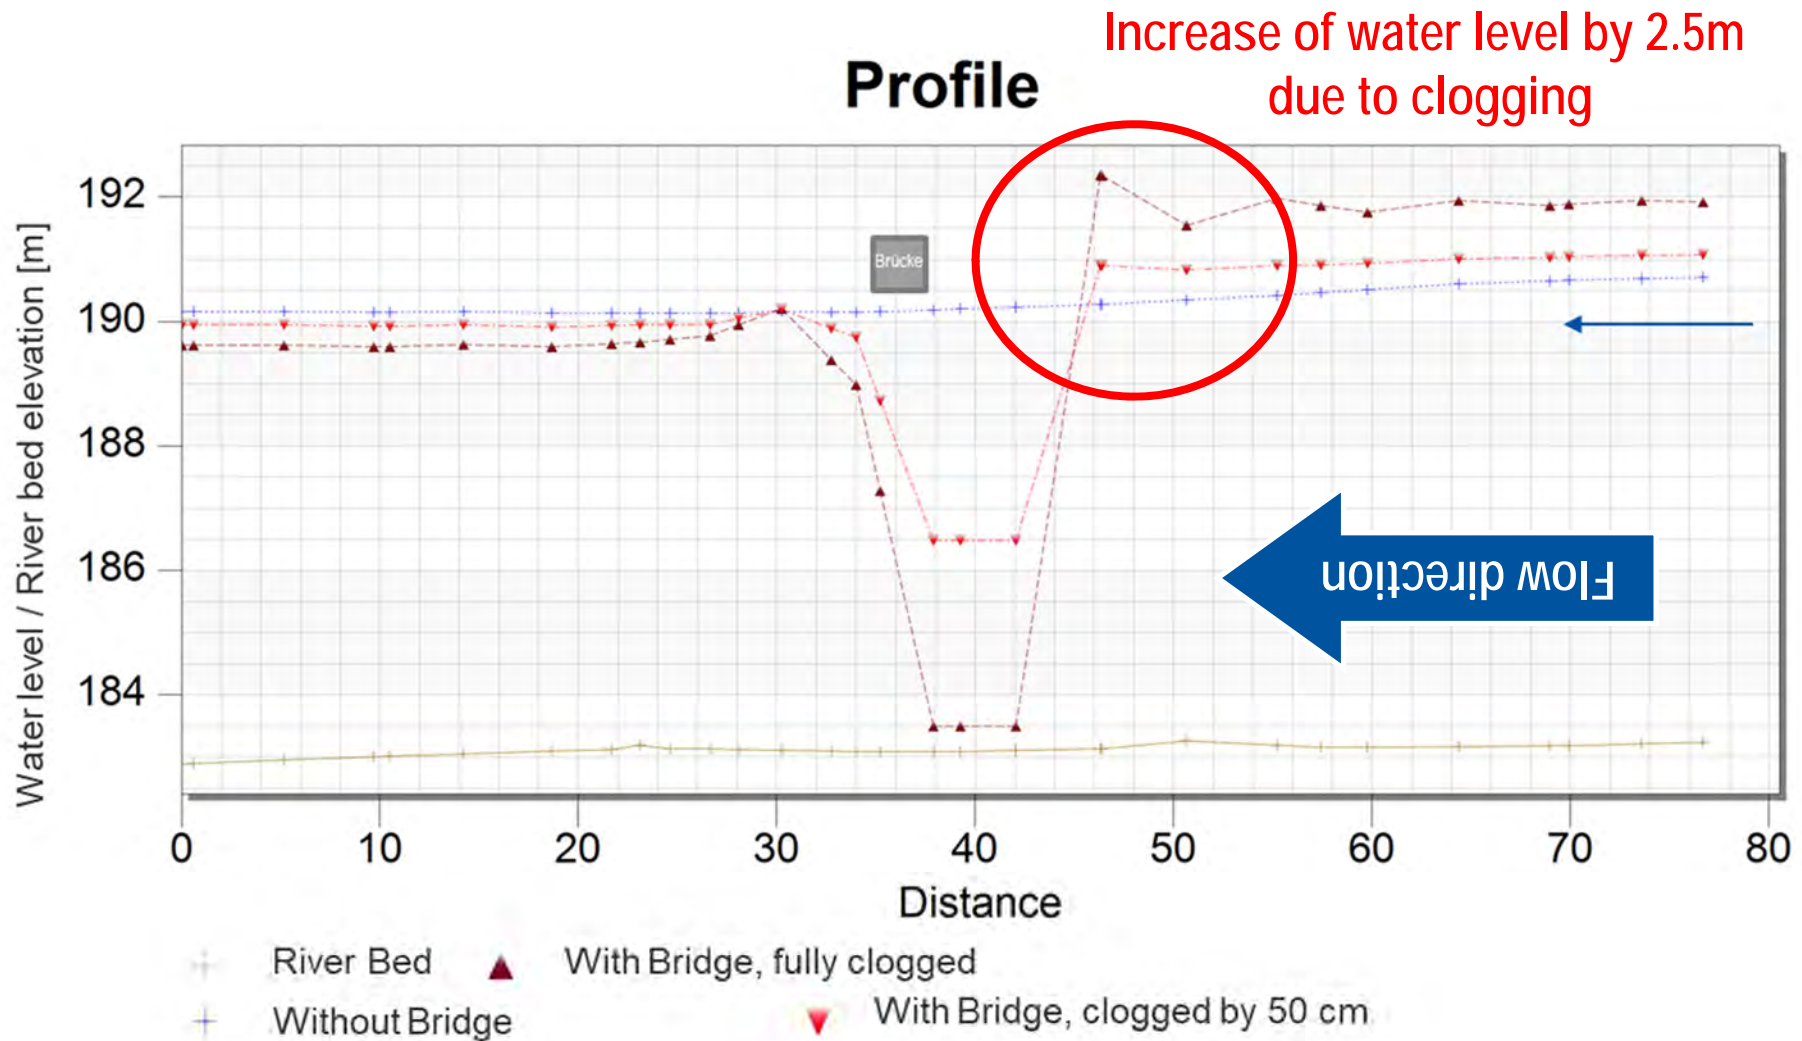 Increase of water level by 2.5m
due to clogging
Profile
Water level / River bed elevation [m]
192
190
188
186
184
Brücke
Flow direction
0 10 20 30 40 50 60 70 80
Distance
River Bed With Bridge, fully clogged
Without Bridge With Bridge, clogged by 50 cm